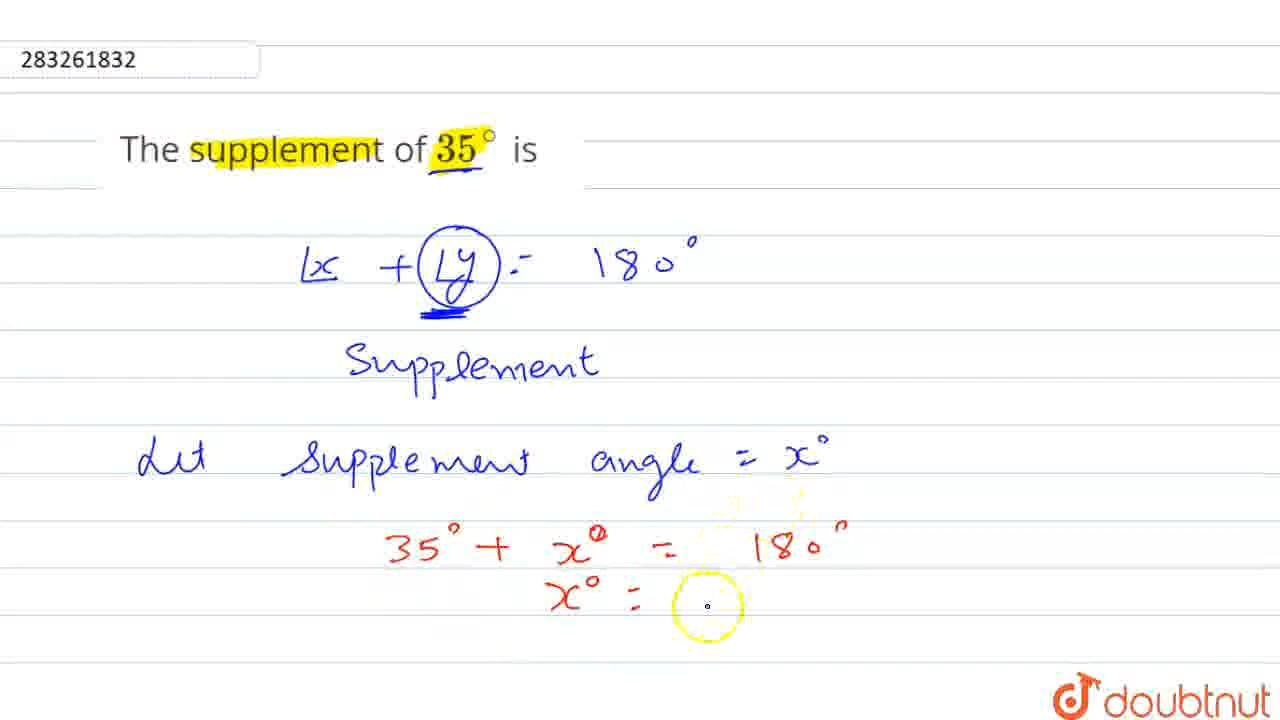 283261832
The supplement of 35° is
∠x + ∠y = 180°
Supplement
Let supplement angle = x°
35° + x° = 180°
x° =
doubtnut